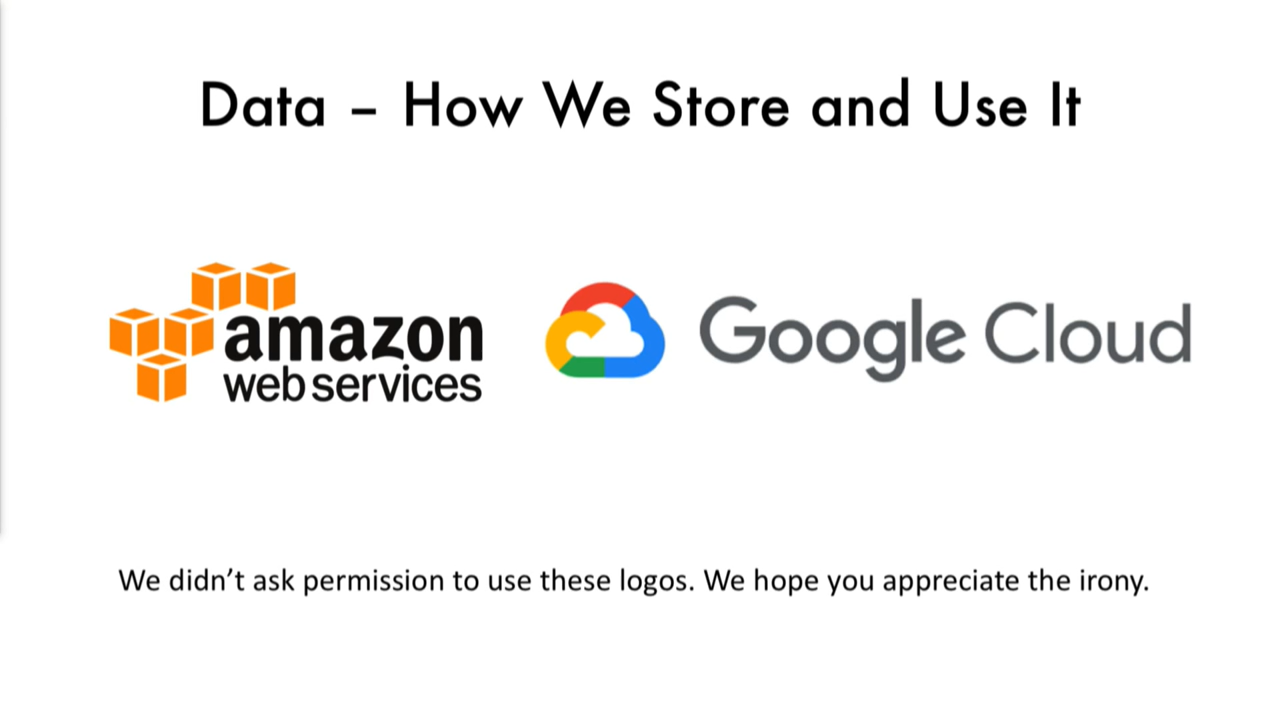 Data – How We Store and Use It
amazon
web services
Google Cloud
We didn’t ask permission to use these logos. We hope you appreciate the irony.